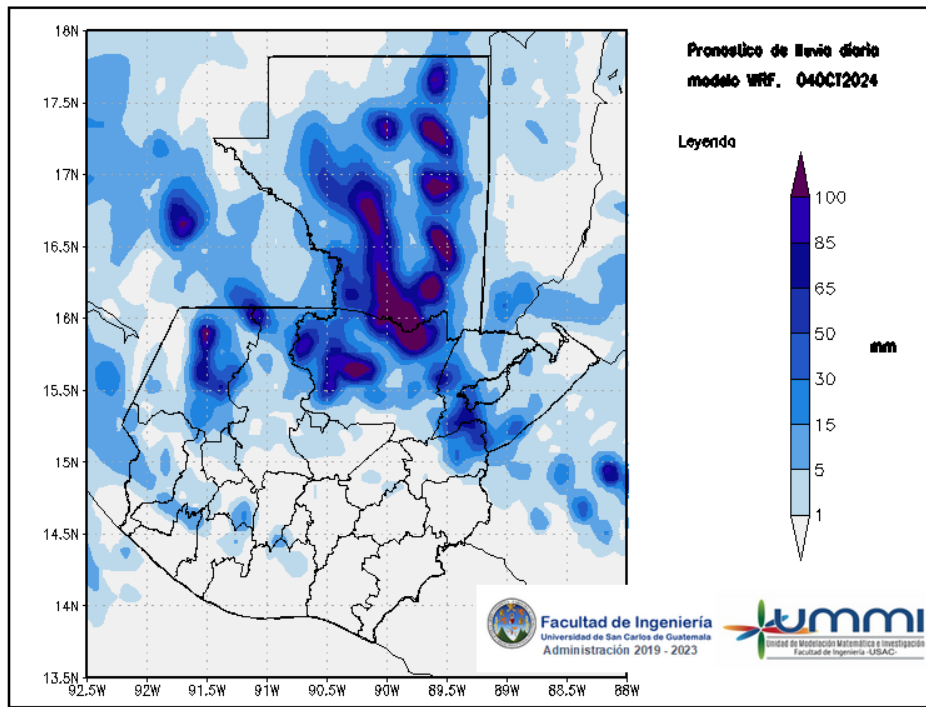 Pronostico de lluvia diaria
modelo WRF. 04OCT2024
Leyenda
100
85
65
50
30
15
5
1
mm
18N
17.5N
17N
16.5N
16N
15.5N
15N
14.5N
14N
13.5N
92.5W
92W
91.5W
91W
90.5W
90W
89.5W
89W
88.5W
88W
Facultad de Ingeniería
Universidad de San Carlos de Guatemala
Administración 2019 - 2023
UMMI
Unidad de Modelación Matemática e Investigación
Facultad de Ingeniería -USAC-